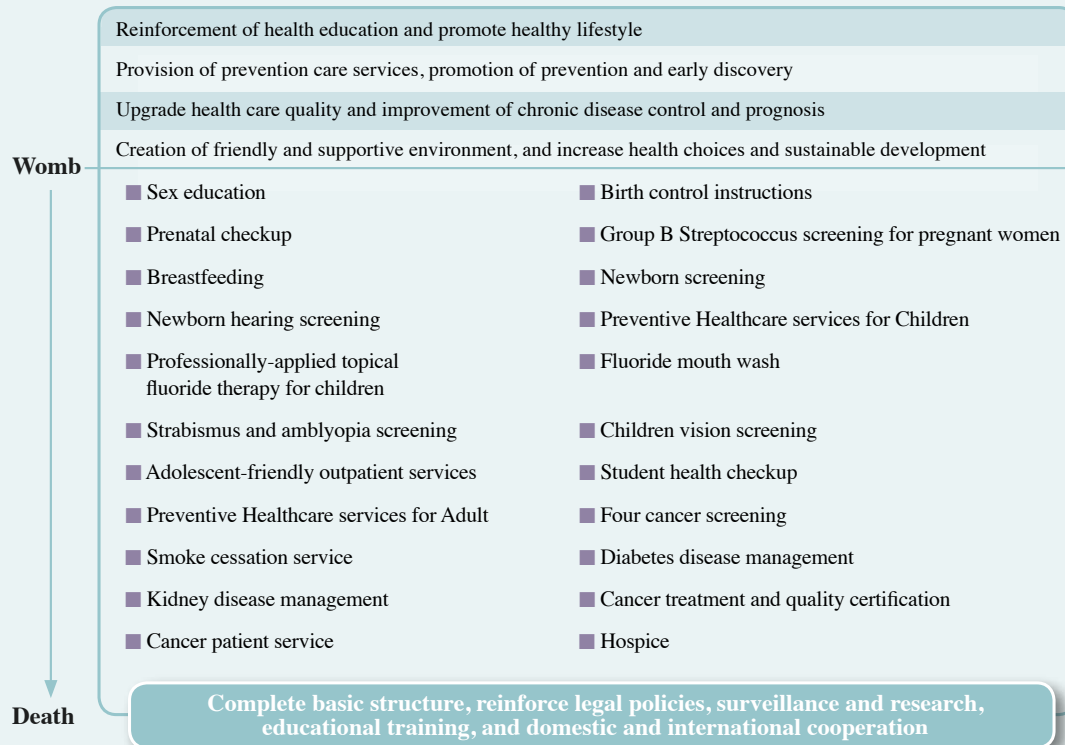 Reinforcement of health education and promote healthy lifestyle
Provision of prevention care services, promotion of prevention and early discovery
Upgrade health care quality and improvement of chronic disease control and prognosis
Creation of friendly and supportive environment, and increase health choices and sustainable development
Womb
Sex education
Birth control instructions
Prenatal checkup
Group B Streptococcus screening for pregnant women
Breastfeeding
Newborn screening
Newborn hearing screening
Preventive Healthcare services for Children
Professionally-applied topical
fluoride therapy for children
Fluoride mouth wash
Strabismus and amblyopia screening
Children vision screening
Adolescent-friendly outpatient services
Student health checkup
Preventive Healthcare services for Adult
Four cancer screening
Smoke cessation service
Diabetes disease management
Kidney disease management
Cancer treatment and quality certification
Cancer patient service
Hospice
Death
Complete basic structure, reinforce legal policies, surveillance and research,
educational training, and domestic and international cooperation